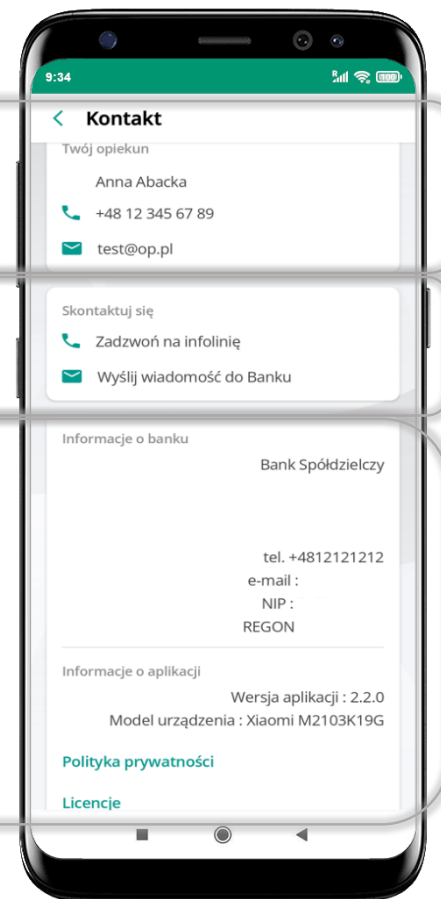 9:34
R
100
Kontakt
Twój opiekun
Anna Abacka
+48 12 345 67 89
test@op.pl
Skontaktuj się
Zadzwoń na infolinię
Wyślij wiadomość do Banku
Informacje o banku
Bank Spółdzielczy
tel. +4812121212
e-mail :
NIP :
REGON
Informacje o aplikacji
Wersja aplikacji : 2.2.0
Model urządzenia : Xiaomi M2103K19G
Polityka prywatności
Licencje